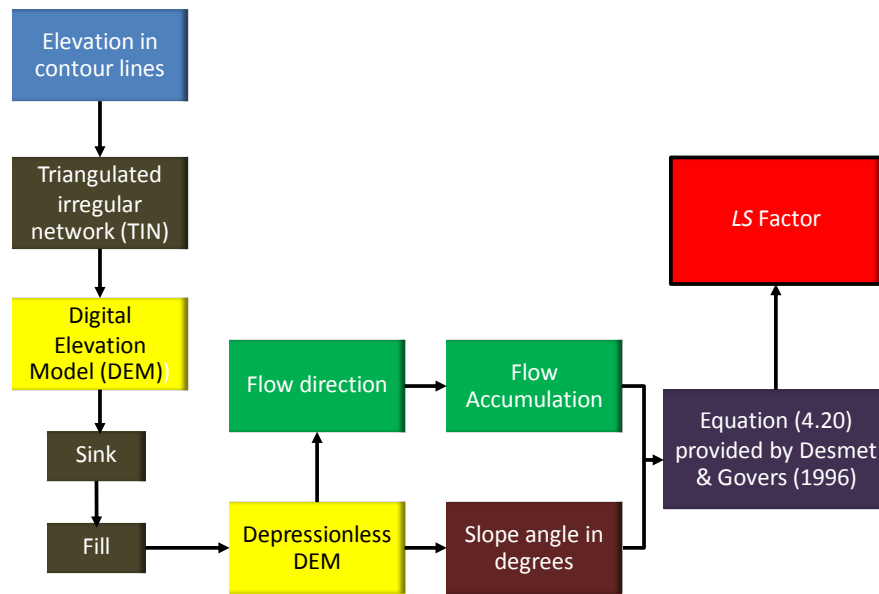 Elevation in
contour lines
Triangulated
irregular
network (TIN)
Digital
Elevation
Model (DEM))
Sink
Fill
Depressionless
DEM
Flow direction
Flow
Accumulation
Slope angle in
degrees
Equation (4.20)
provided by Desmet
& Govers (1996)
LS Factor